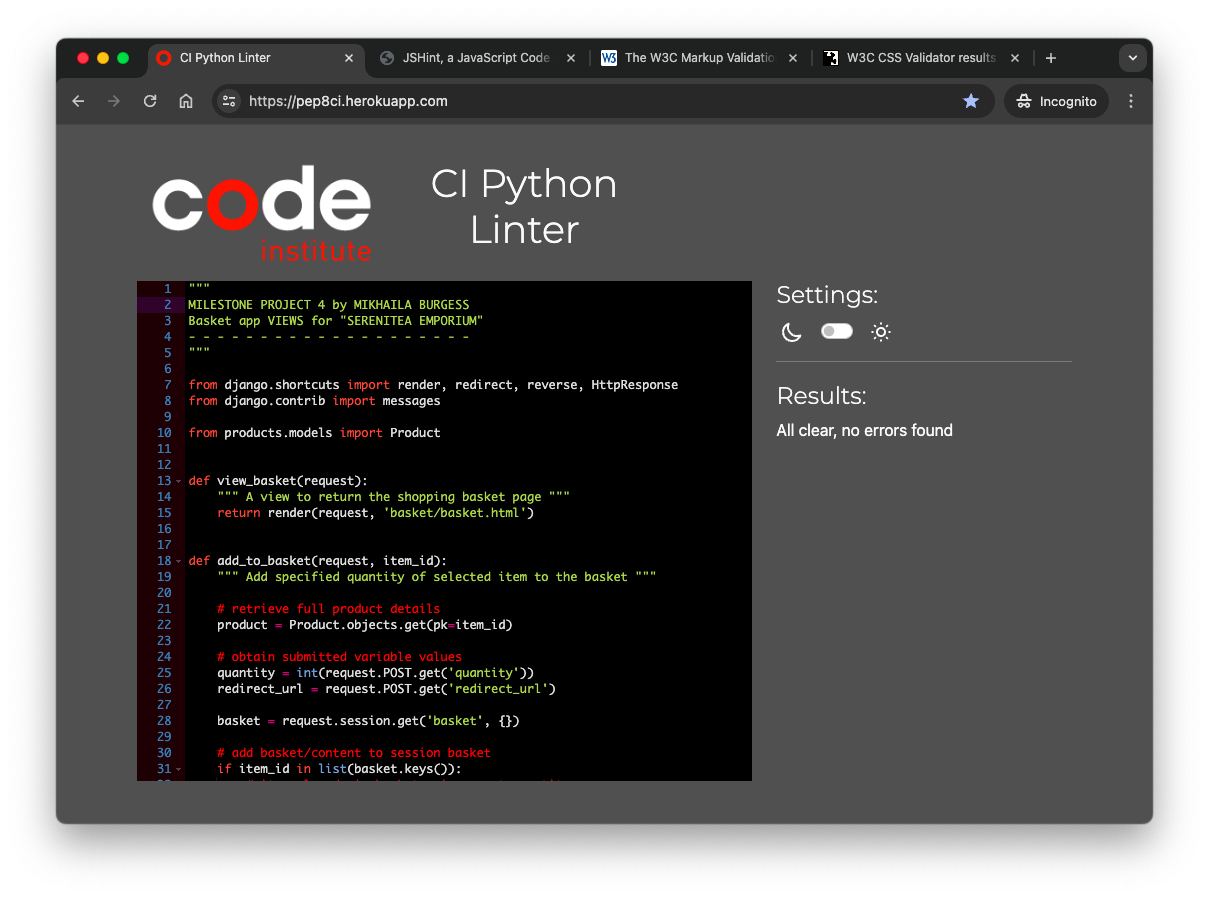 CI Python Linter
JSHint, a JavaScript Code
The W3C Markup Validatio
W3C CSS Validator results
https://pep8ci.herokuapp.com
Incognito
code
institute
CI Python
Linter
1 """
2 MILESTONE PROJECT 4 by MIKHAILA BURGESS
3 Basket app VIEWS for "SERENITEA EMPORIUM"
4 - - - - - - - - - - - - - - - - - - - -
5 """
6
7 from django.shortcuts import render, redirect, reverse, HttpResponse
8 from django.contrib import messages
9
10 from products.models import Product
11
12
13 def view_basket(request):
14 """ A view to return the shopping basket page """
15 return render(request, 'basket/basket.html')
16
17
18 def add_to_basket(request, item_id):
19 """ Add specified quantity of selected item to the basket """
20
21 # retrieve full product details
22 product = Product.objects.get(pk=item_id)
23
24 # obtain submitted variable values
25 quantity = int(request.POST.get('quantity'))
26 redirect_url = request.POST.get('redirect_url')
27
28 basket = request.session.get('basket', {})
29
30 # add basket/content to session basket
31 if item_id in list(basket.keys()):
Settings:
Results:
All clear, no errors found